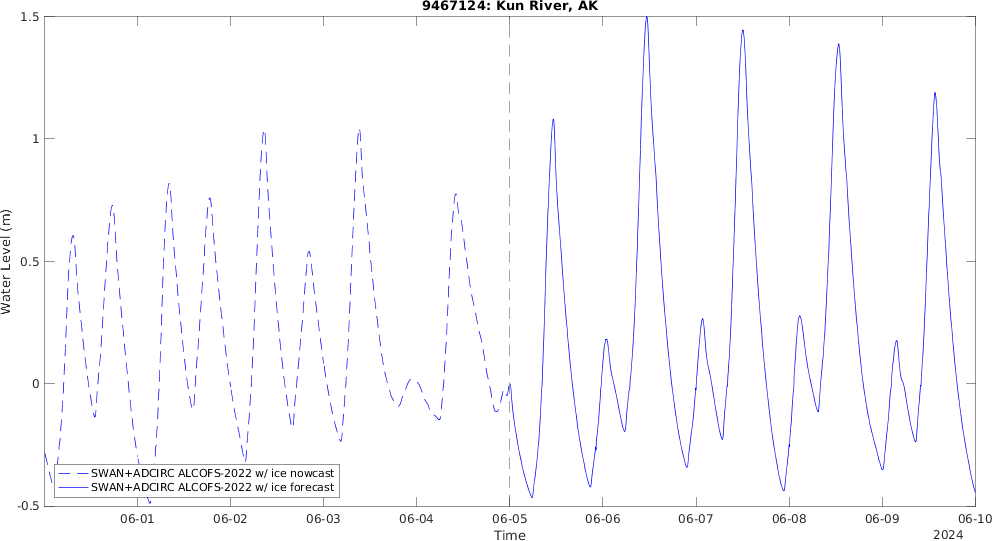 9467124: Kun River, AK
1.5
1
0.5
0
-0.5
Water Level (m)
SWAN+ADCIRC ALCOFS-2022 w/ ice nowcast
SWAN+ADCIRC ALCOFS-2022 w/ ice forecast
06-01 06-02 06-03 06-04 06-05 06-06 06-07 06-08 06-09 06-10
Time
2024